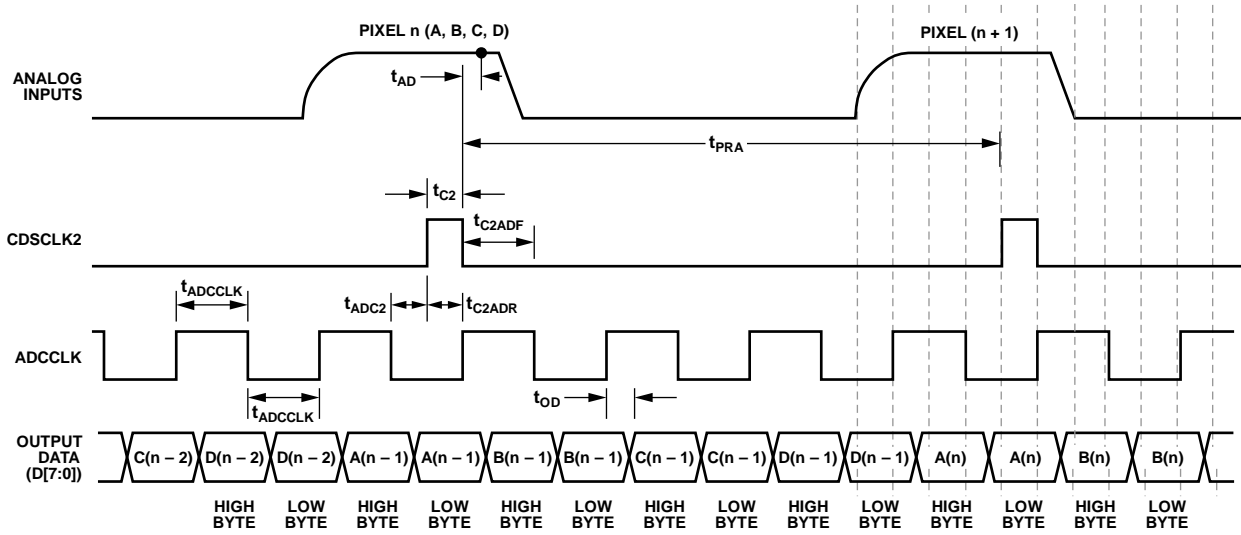 PIXEL n (A, B, C, D)
PIXEL (n + 1)
ANALOG
INPUTS
tAD
tPRA
tC2
tC2ADF
CDSCLK2
tADCCLK
tADC2
tC2ADR
ADCCLK
tADCCLK
tOD
OUTPUT
DATA
(D[7:0])
C(n – 2) D(n – 2) D(n – 2) A(n – 1) A(n – 1) B(n – 1) B(n – 1) C(n – 1) C(n – 1) D(n – 1) D(n – 1) A(n) A(n) B(n) B(n)
HIGH LOW HIGH LOW HIGH LOW HIGH LOW HIGH LOW HIGH LOW HIGH LOW
BYTE BYTE BYTE BYTE BYTE BYTE BYTE BYTE BYTE BYTE BYTE BYTE BYTE BYTE